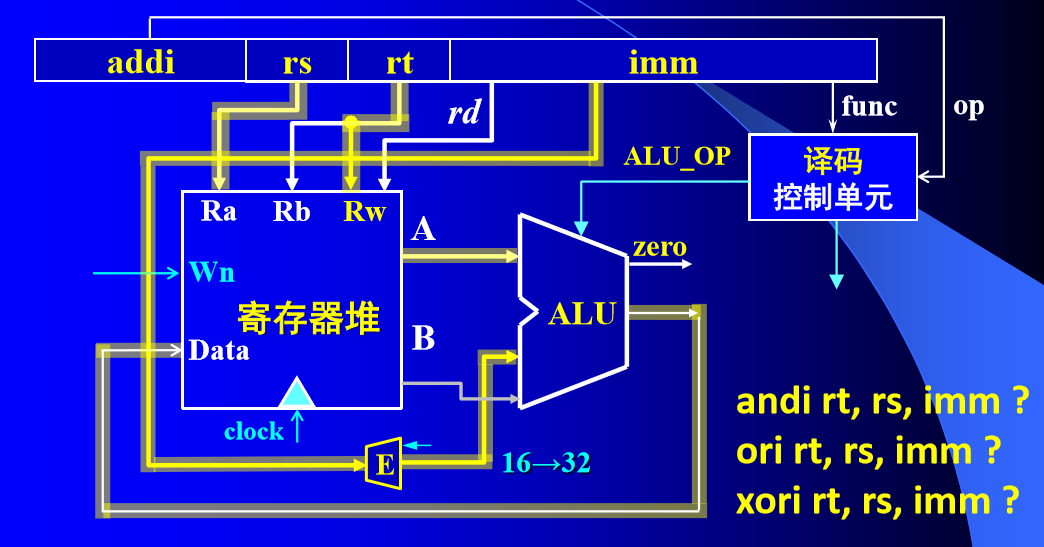 addi rs rt imm
rd func op
ALU_OP 译码
控制单元
Ra Rb Rw A zero
Wn
寄存器堆 ALU
B
Data
clock
E 16→32
andi rt, rs, imm ?
ori rt, rs, imm ?
xori rt, rs, imm ?